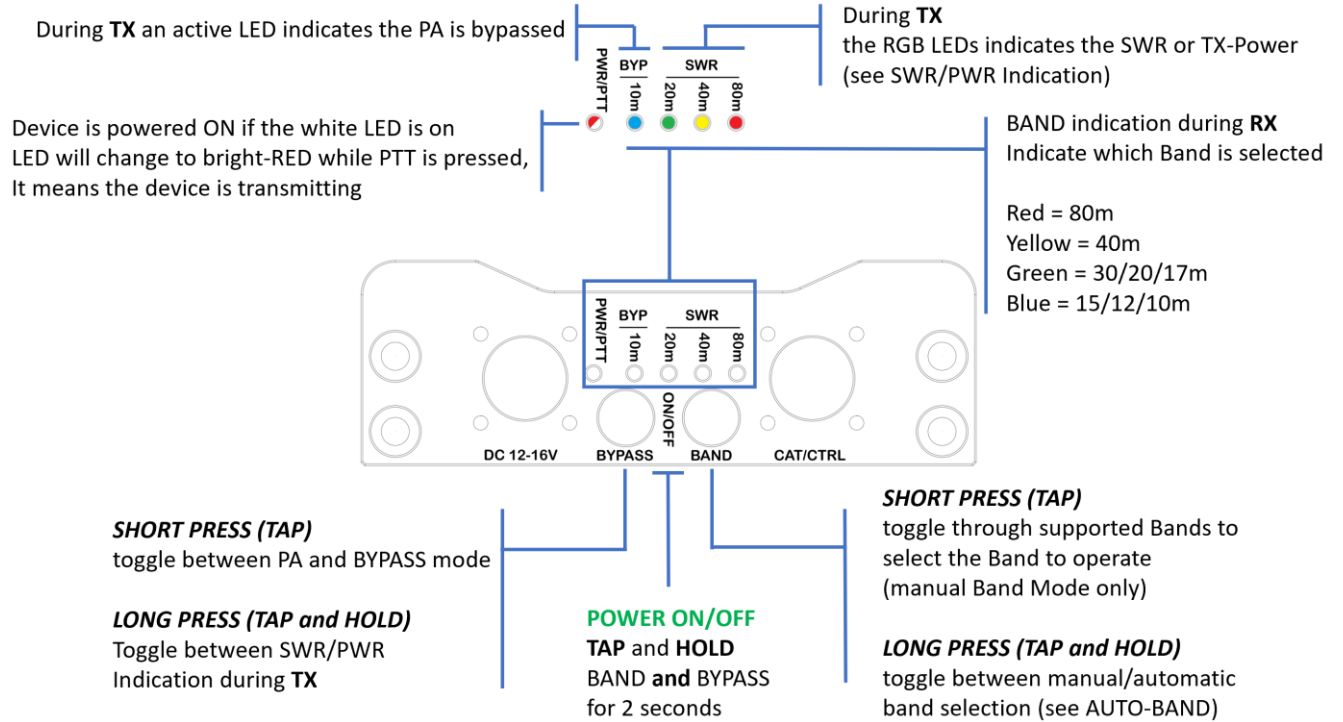 During TX an active LED indicates the PA is bypassed
During TX
the RGB LEDs indicates the SWR or TX-Power
(see SWR/PWR Indication)
PWR/PTT
BYP
SWR
10m
20m
40m
80m
Device is powered ON if the white LED is on
LED will change to bright-RED while PTT is pressed,
It means the device is transmitting
BAND indication during RX
Indicate which Band is selected
Red = 80m
Yellow = 40m
Green = 30/20/17m
Blue = 15/12/10m
PWR/PTT
BYP
SWR
10m
20m
40m
80m
ON/OFF
DC 12-16V
BYPASS
BAND
CAT/CTRL
SHORT PRESS (TAP)
toggle between PA and BYPASS mode
LONG PRESS (TAP and HOLD)
Toggle between SWR/PWR
Indication during TX
POWER ON/OFF
TAP and HOLD
BAND and BYPASS
for 2 seconds
SHORT PRESS (TAP)
toggle through supported Bands to
select the Band to operate
(manual Band Mode only)
LONG PRESS (TAP and HOLD)
toggle between manual/automatic
band selection (see AUTO-BAND)